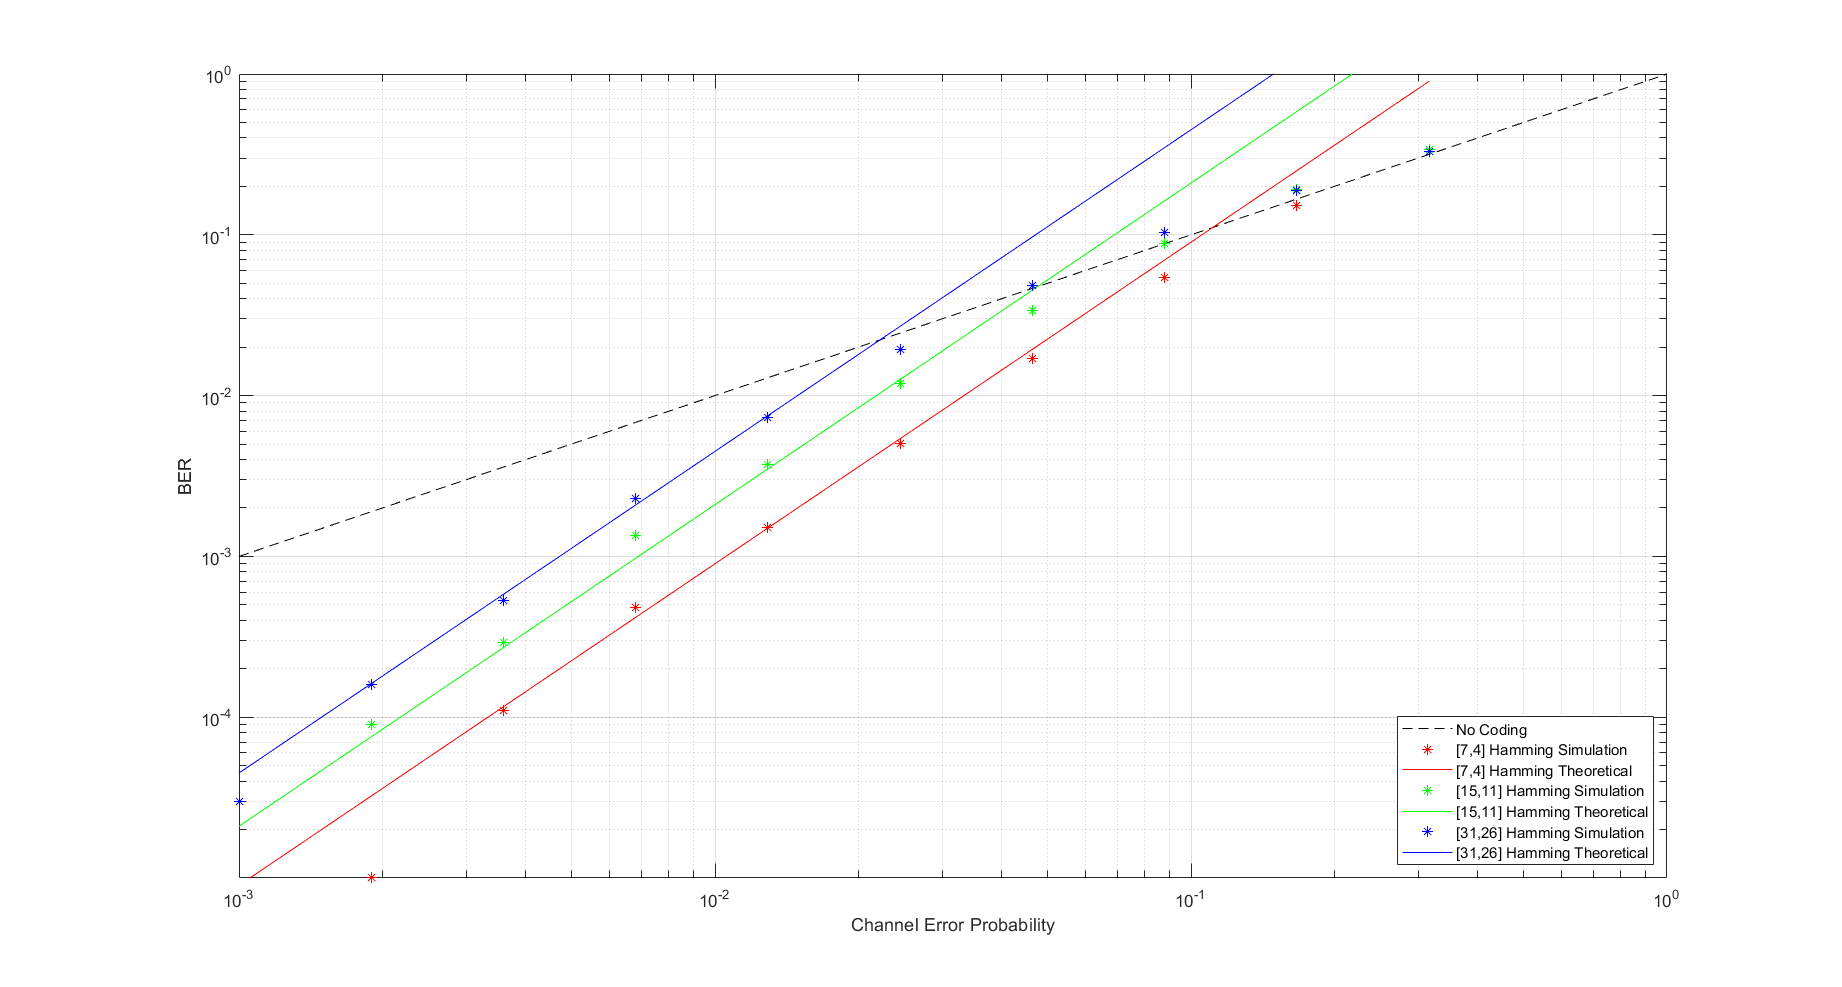 10^0
10^-1
10^-2
10^-3
10^-4
BER
10^-3
10^-2
10^-1
10^0
Channel Error Probability
No Coding
[7,4] Hamming Simulation
[7,4] Hamming Theoretical
[15,11] Hamming Simulation
[15,11] Hamming Theoretical
[31,26] Hamming Simulation
[31,26] Hamming Theoretical